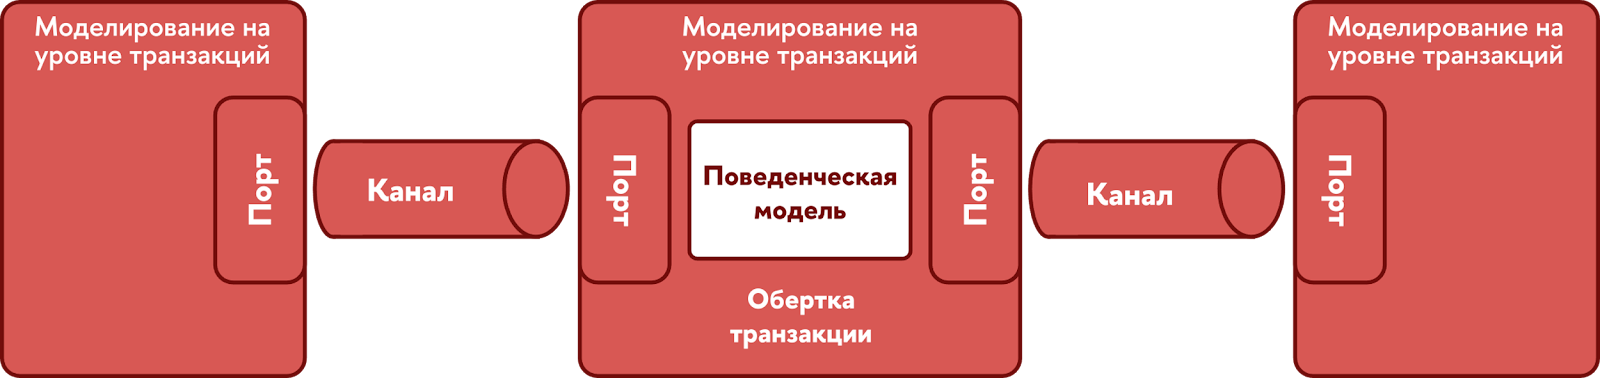 Моделирование на
уровне транзакций
Порт
Канал
Моделирование на
уровне транзакций
Порт
Поведенческая
модель
Порт
Обертка
транзакции
Канал
Моделирование на
уровне транзакций
Порт